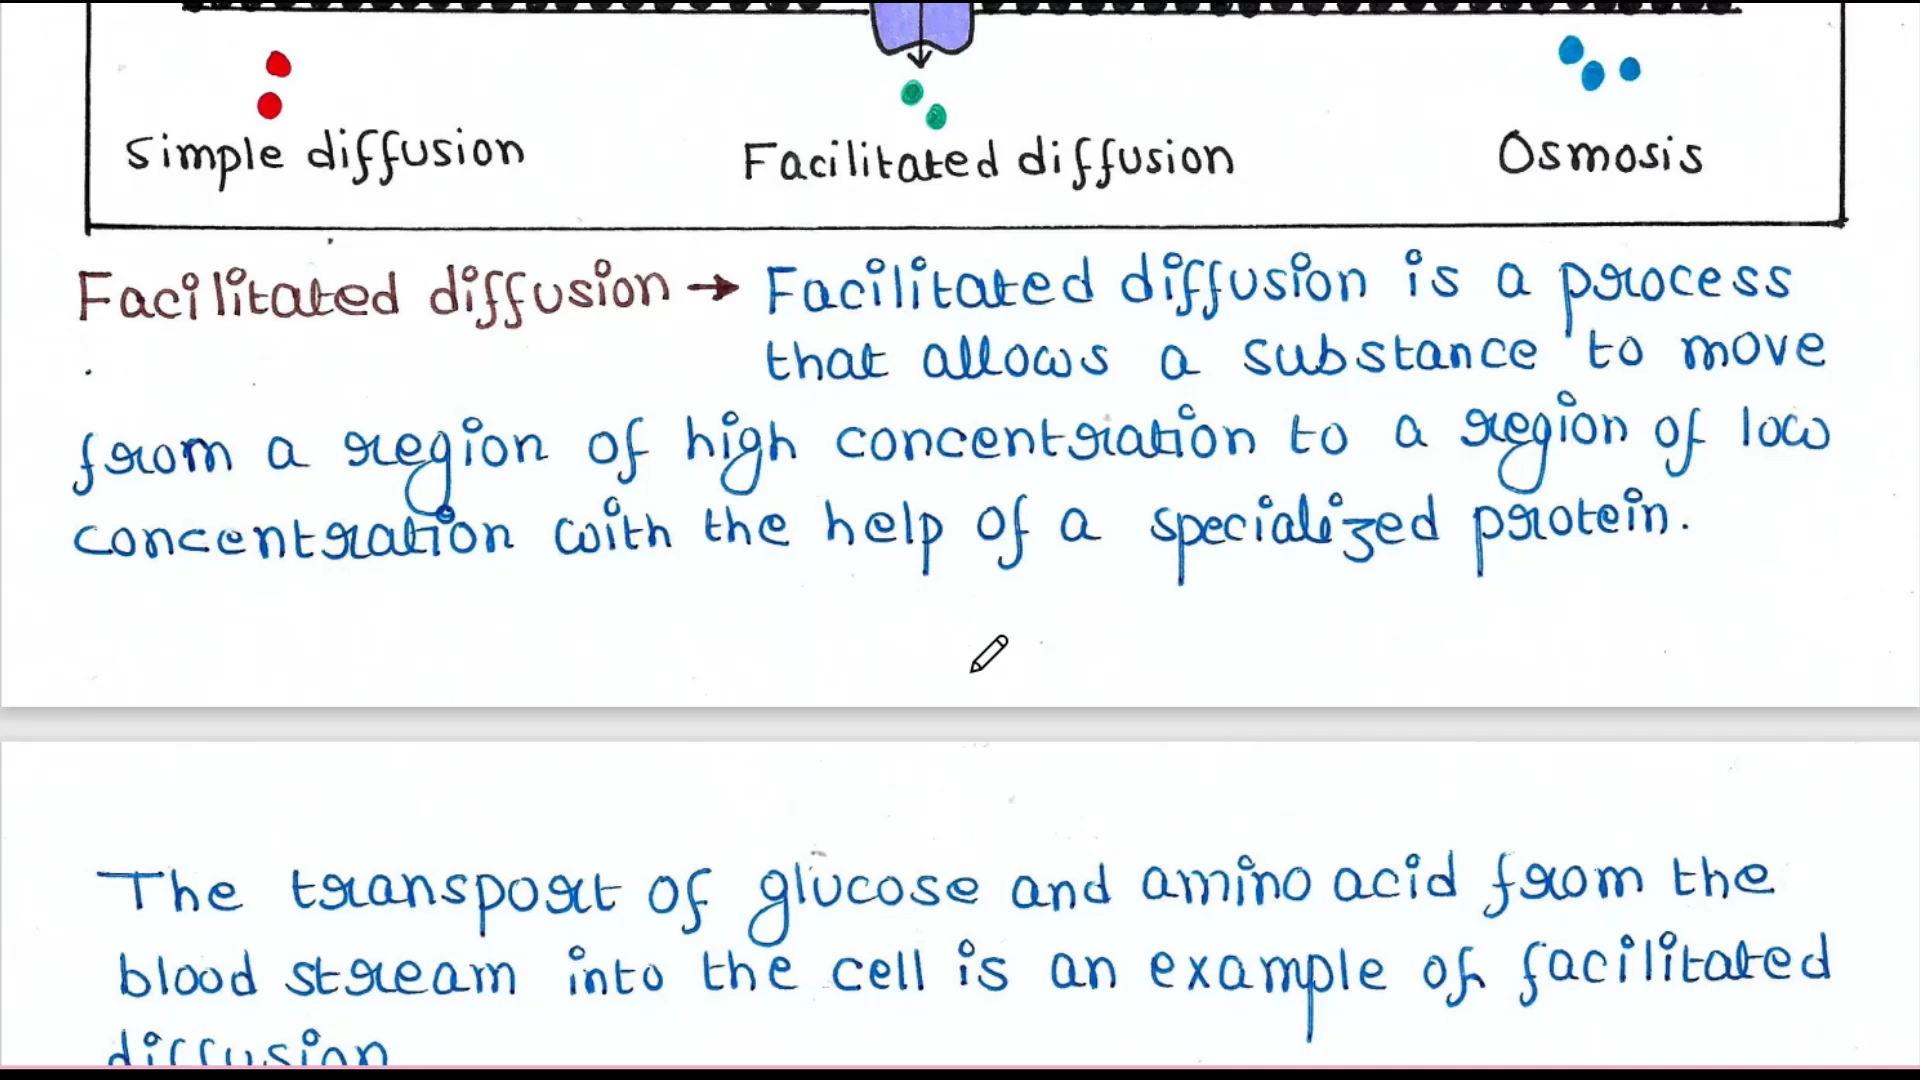 Simple diffusion
Facilitated diffusion
Osmosis
Facilitated diffusion → Facilitated diffusion is a process
that allows a substance to move
from a region of high concentration to a region of low
concentration with the help of a specialized protein.
The transport of glucose and amino acid from the
blood stream into the cell is an example of facilitated
diffusion